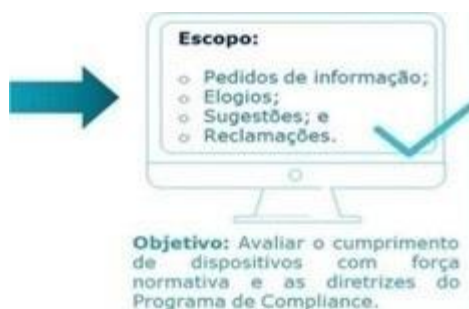 Escopo:
o Pedidos de informação;
o Elogios;
o Sugestões; e
o Reclamações.
Objetivo: Avaliar o cumprimento
de dispositivos com força
normativa e as diretrizes do
Programa de Compliance.